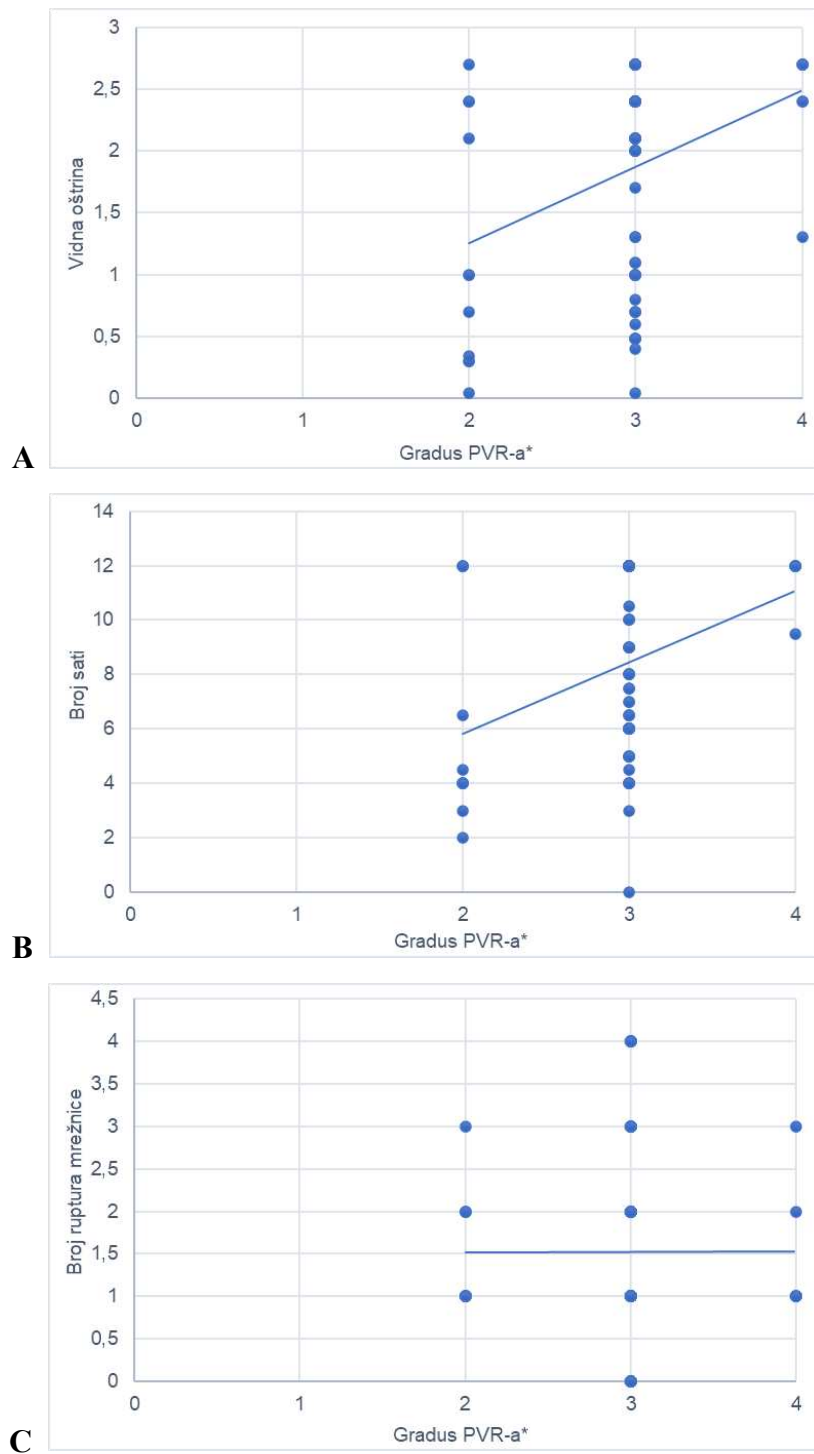 3
2,5
2
1,5
1
0,5
0
Vidna oštrina
0 1 2 3 4
Gradus PVR-a*
A
14
12
10
8
6
4
2
0
Broj sati
0 1 2 3 4
Gradus PVR-a*
B
4,5
4
3,5
3
2,5
2
1,5
1
0,5
0
Broj ruptura mrežnice
0 1 2 3 4
Gradus PVR-a*
C